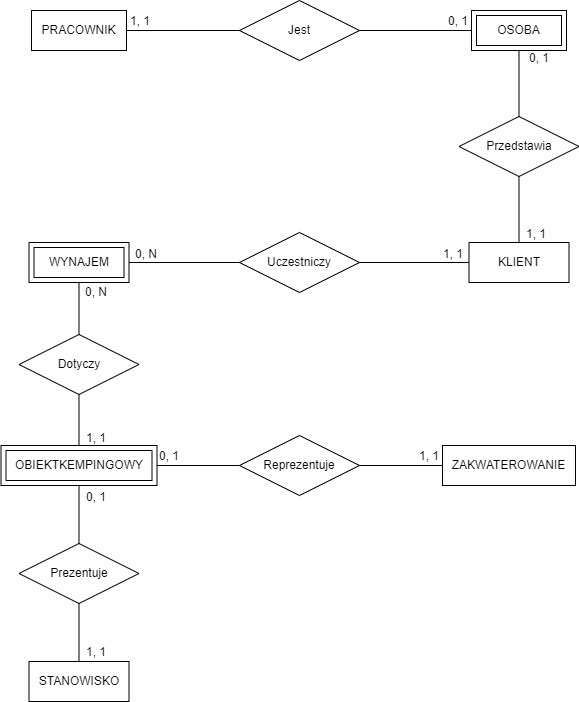 PRACOWNIK
1, 1
Jest
0, 1
OSOBA
0, 1
Przedstawia
1, 1
WYNAJEM
0, N
Uczestniczy
1, 1
KLIENT
0, N
Dotyczy
1, 1
OBIEKTKEMPINGOWY
0, 1
Reprezentuje
1, 1
ZAKWATEROWANIE
0, 1
Prezentuje
1, 1
STANOWISKO